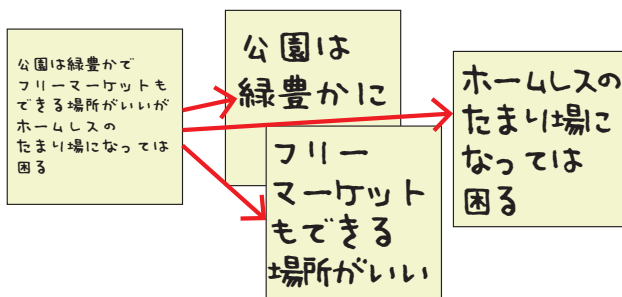 公園は緑豊かで
フリーマーケットも
できる場所がいいが
ホームレスの
たまり場になっては
困る
公園は
緑豊かに
フリー
マーケット
もできる
場所がいい
ホームレスの
たまり場に
なっては
困る